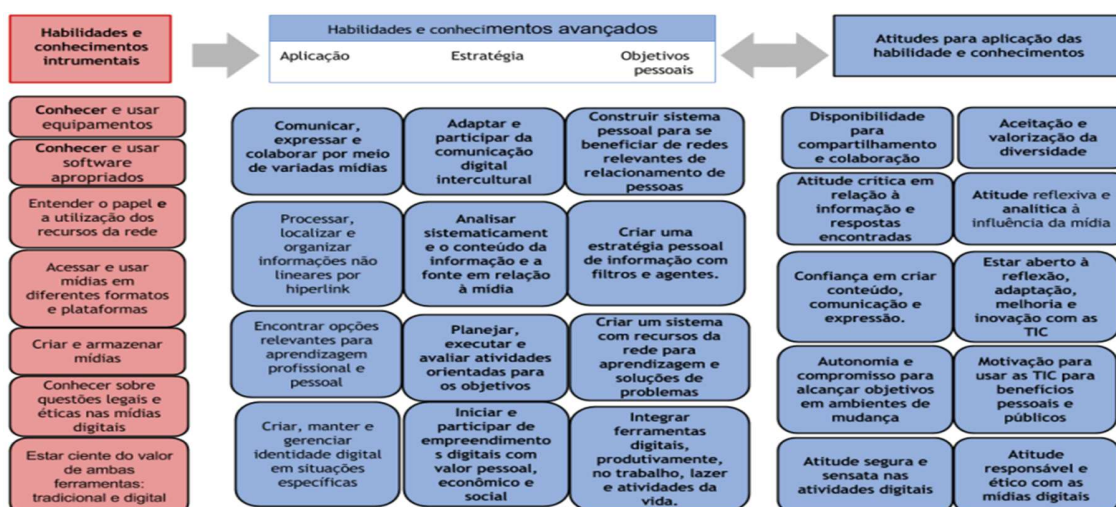 Habilidades e
conhecimentos
intrumentais
Habilidades e conhecimentos avançados
Aplicação
Estratégia
Objetivos
pessoais
Atitudes para aplicação das
habilidade e conhecimentos
Conhecer e usar
equipamentos
Conhecer e usar
software
apropriados
Entender o papel e
a utilização dos
recursos da rede
Acessar e usar
mídias em
diferentes formatos
e plataformas
Criar e armazenar
mídias
Conhecer sobre
questões legais e
éticas nas mídias
digitais
Estar ciente do valor
de ambas
ferramentas:
tradicional e digital
Comunicar,
expressar e
colaborar por meio
de variadas mídias
Processar,
localizar e
organizar
informações não
lineares por
hiperlink
Encontrar opções
relevantes para
aprendizagem
profissional e
pessoal
Criar, manter e
gerenciar
identidade digital
em situações
específicas
Adaptar e
participar da
comunicação
digital
intercultural
Analisar
sistematicament
e o conteúdo da
informação e a
fonte em relação
à mídia
Planejar,
executar e
avaliar atividades
orientadas para
os objetivos
Iniciar e
participar de
empreendimento
s digitais com
valor pessoal,
econômico e
social
Construir sistema
pessoal para se
beneficiar de redes
relevantes de
relacionamento de
pessoas
Criar uma
estratégia pessoal
de informação com
filtros e agentes.
Criar um sistema
com recursos da
rede para
aprendizagem e
soluções de
problemas
Integrar
ferramentas
digitais,
produtivamente,
no trabalho, lazer
e atividades da
vida.
Disponibilidade
para
compartilhamento
e colaboração
Atitude critica em
relação à
informação e
respostas
encontradas
Confiança em criar
conteúdo,
comunicação e
expressão.
Autonomia e
compromisso para
alcançar objetivos
em ambientes de
mudança
Atitude segura e
sensata nas
atividades digitais
Aceitação e
valorização da
diversidade
Atitude reflexiva e
analitica à
influência da mídia
Estar aberto à
reflexão,
adaptação,
melhoria e
inovação com as
TIC
Motivação para
usar as TIC para
benefícios
pessoais e
públicos
Atitude
responsável e
ético com as
mídias digitais